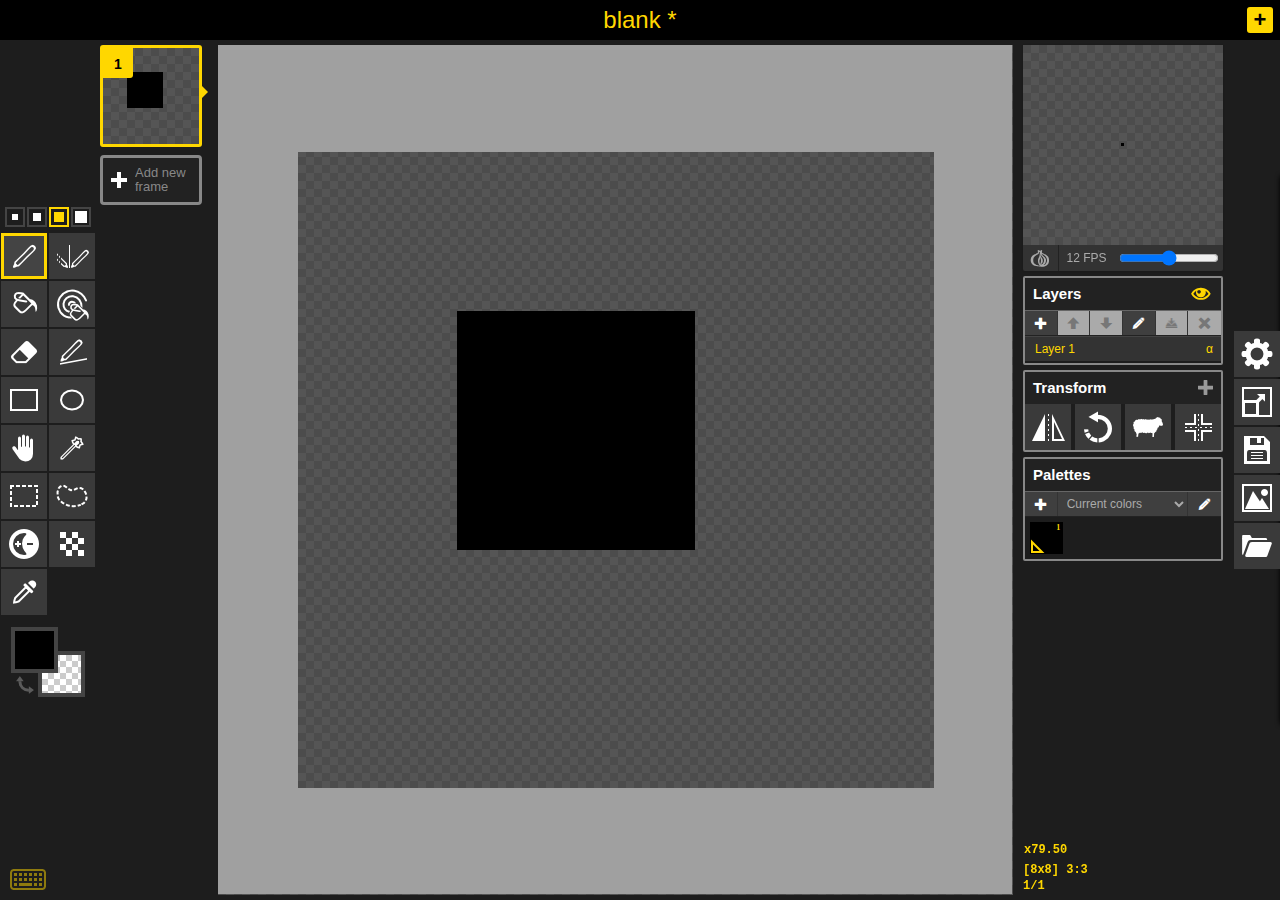 blank *
+
1
Add new
frame
12 FPS
Layers
Layer 1
α
Transform
Palettes
Current colors
1
x79.50
[8x8] 3:3
1/1